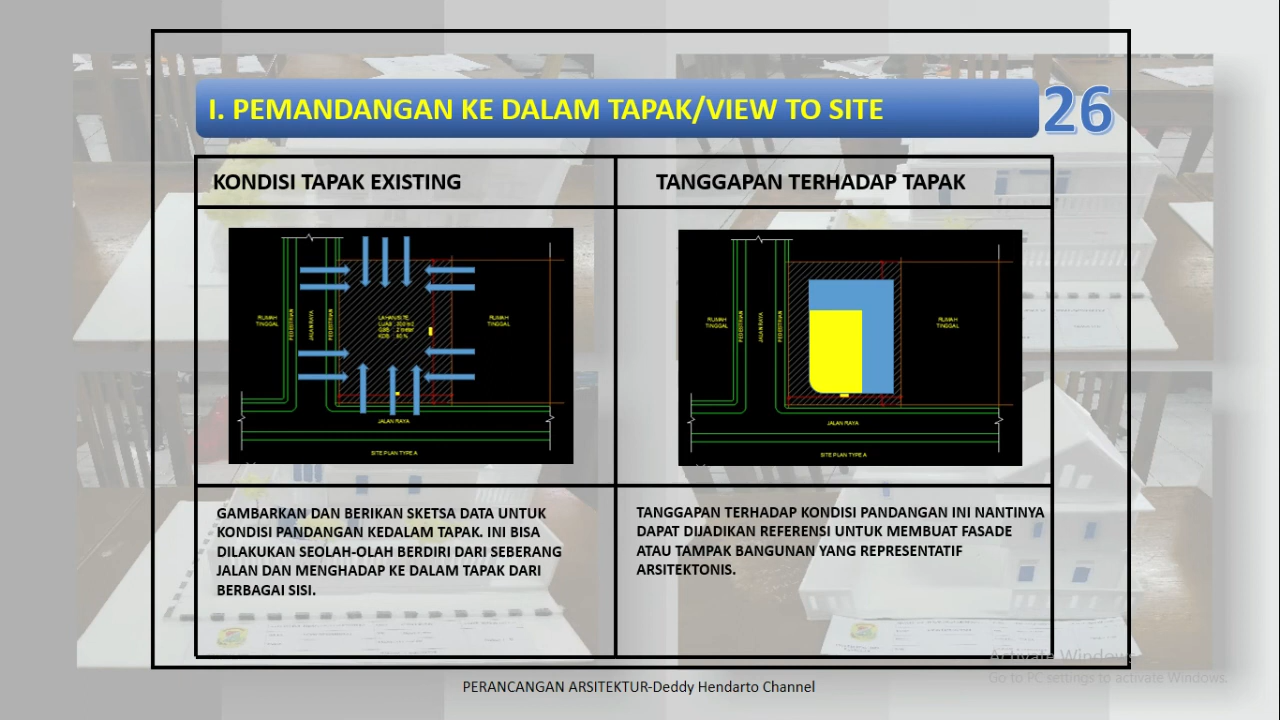 I. PEMANDANGAN KE DALAM TAPAK/VIEW TO SITE
26
KONDISI TAPAK EXISTING
TANGGAPAN TERHADAP TAPAK
RUMAH
TINGGAL
PEDESTRIAN
JALAN RAYA
PEDESTRIAN
RUMAH
TINGGAL
JALAN RAYA
SITE PLAN TYPE A
RUMAH
TINGGAL
PEDESTRIAN
JALAN RAYA
PEDESTRIAN
RUMAH
TINGGAL
JALAN RAYA
SITE PLAN TYPE A
GAMBARKAN DAN BERIKAN SKETSA DATA UNTUK
KONDISI PANDANGAN KEDALAM TAPAK. INI BISA
DILAKUKAN SEOLAH-OLAH BERDIRI DARI SEBERANG
JALAN DAN MENGHADAP KE DALAM TAPAK DARI
BERBAGAI SISI.
TANGGAPAN TERHADAP KONDISI PANDANGAN INI NANTINYA
DAPAT DIJADIKAN REFERENSI UNTUK MEMBUAT FASADE
ATAU TAMPAK BANGUNAN YANG REPRESENTATIF
ARSITEKTONIS.
Activate Windows
Go to PC settings to activate Windows.
PERANCANGAN ARSITEKTUR-Deddy Hendarto Channel